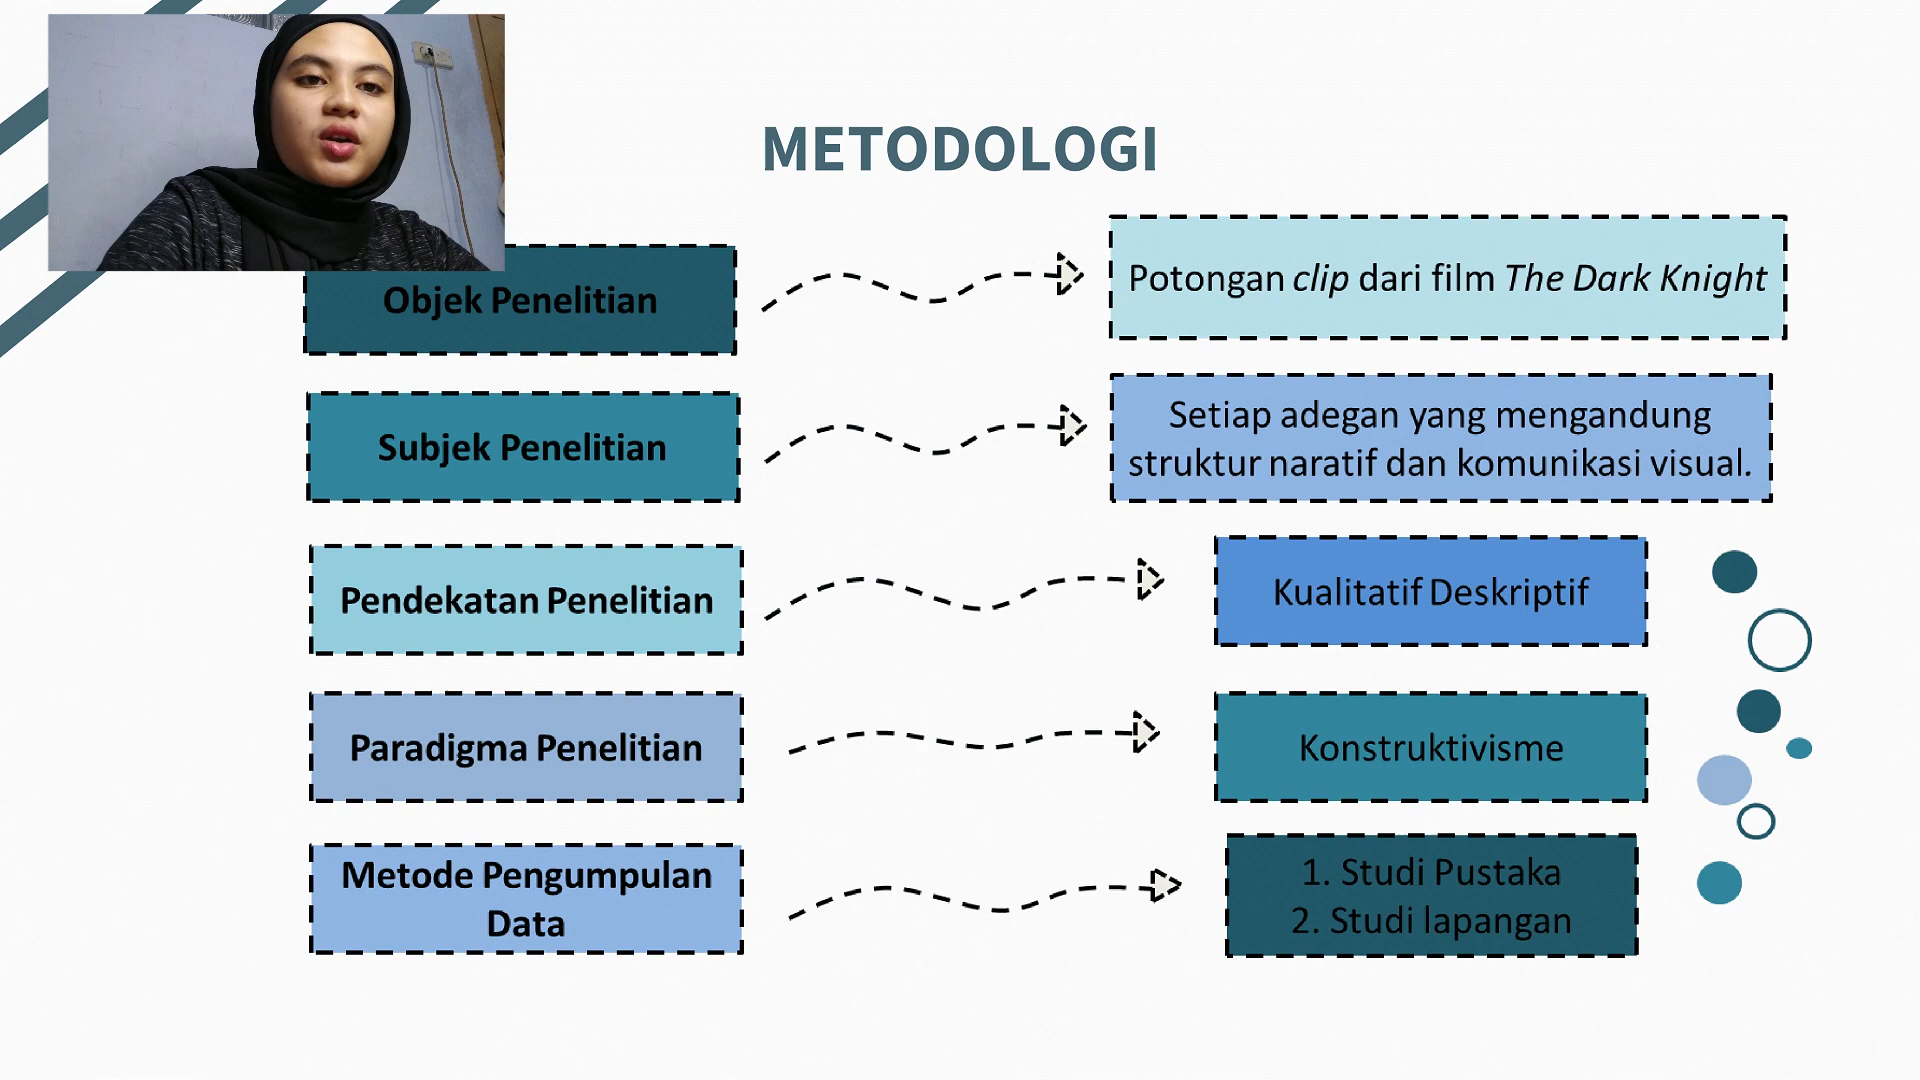 METODOLOGI
Objek Penelitian
Potongan clip dari film The Dark Knight
Subjek Penelitian
Setiap adegan yang mengandung
struktur naratif dan komunikasi visual.
Pendekatan Penelitian
Kualitatif Deskriptif
Paradigma Penelitian
Konstruktivisme
Metode Pengumpulan
Data
1. Studi Pustaka
2. Studi lapangan